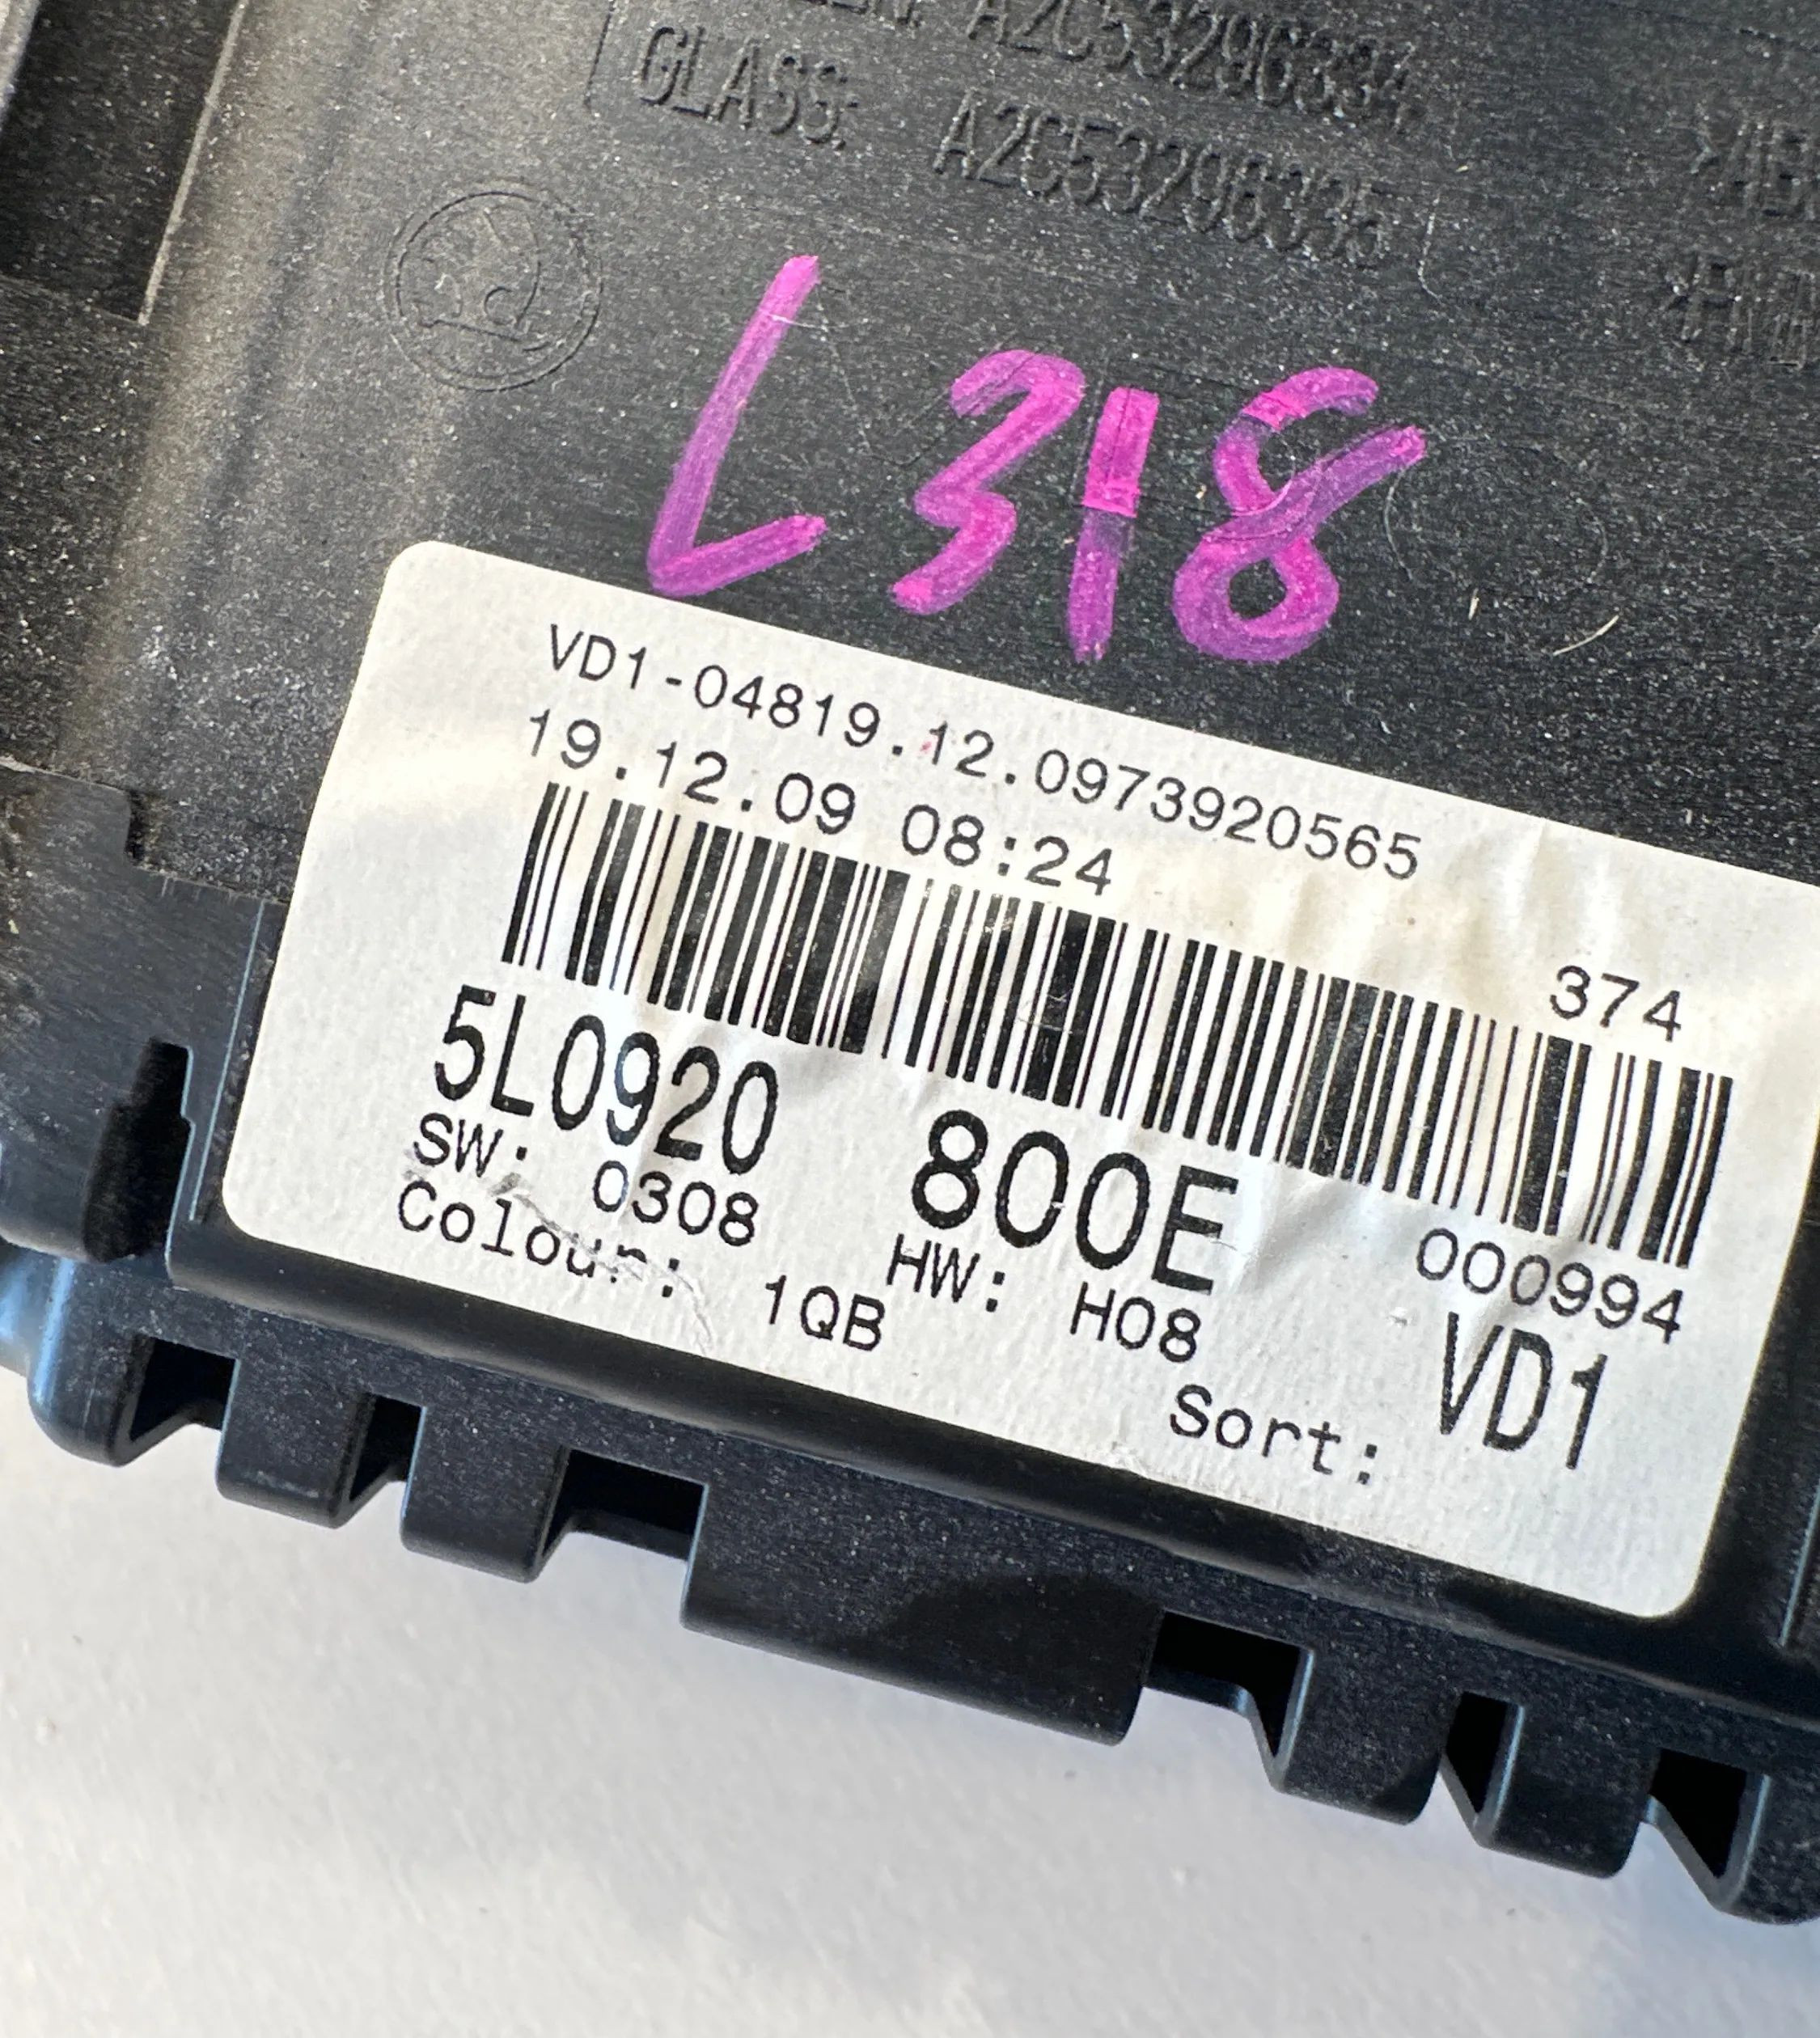 A2C53296334
GLASS: A2C53296335
L318
VD1-04819.12.0973920565
19.12.09 08:24
374
5L0920 800E 000994
SW: 0308 HW: H08 VD1
Colour: 1QB Sort: